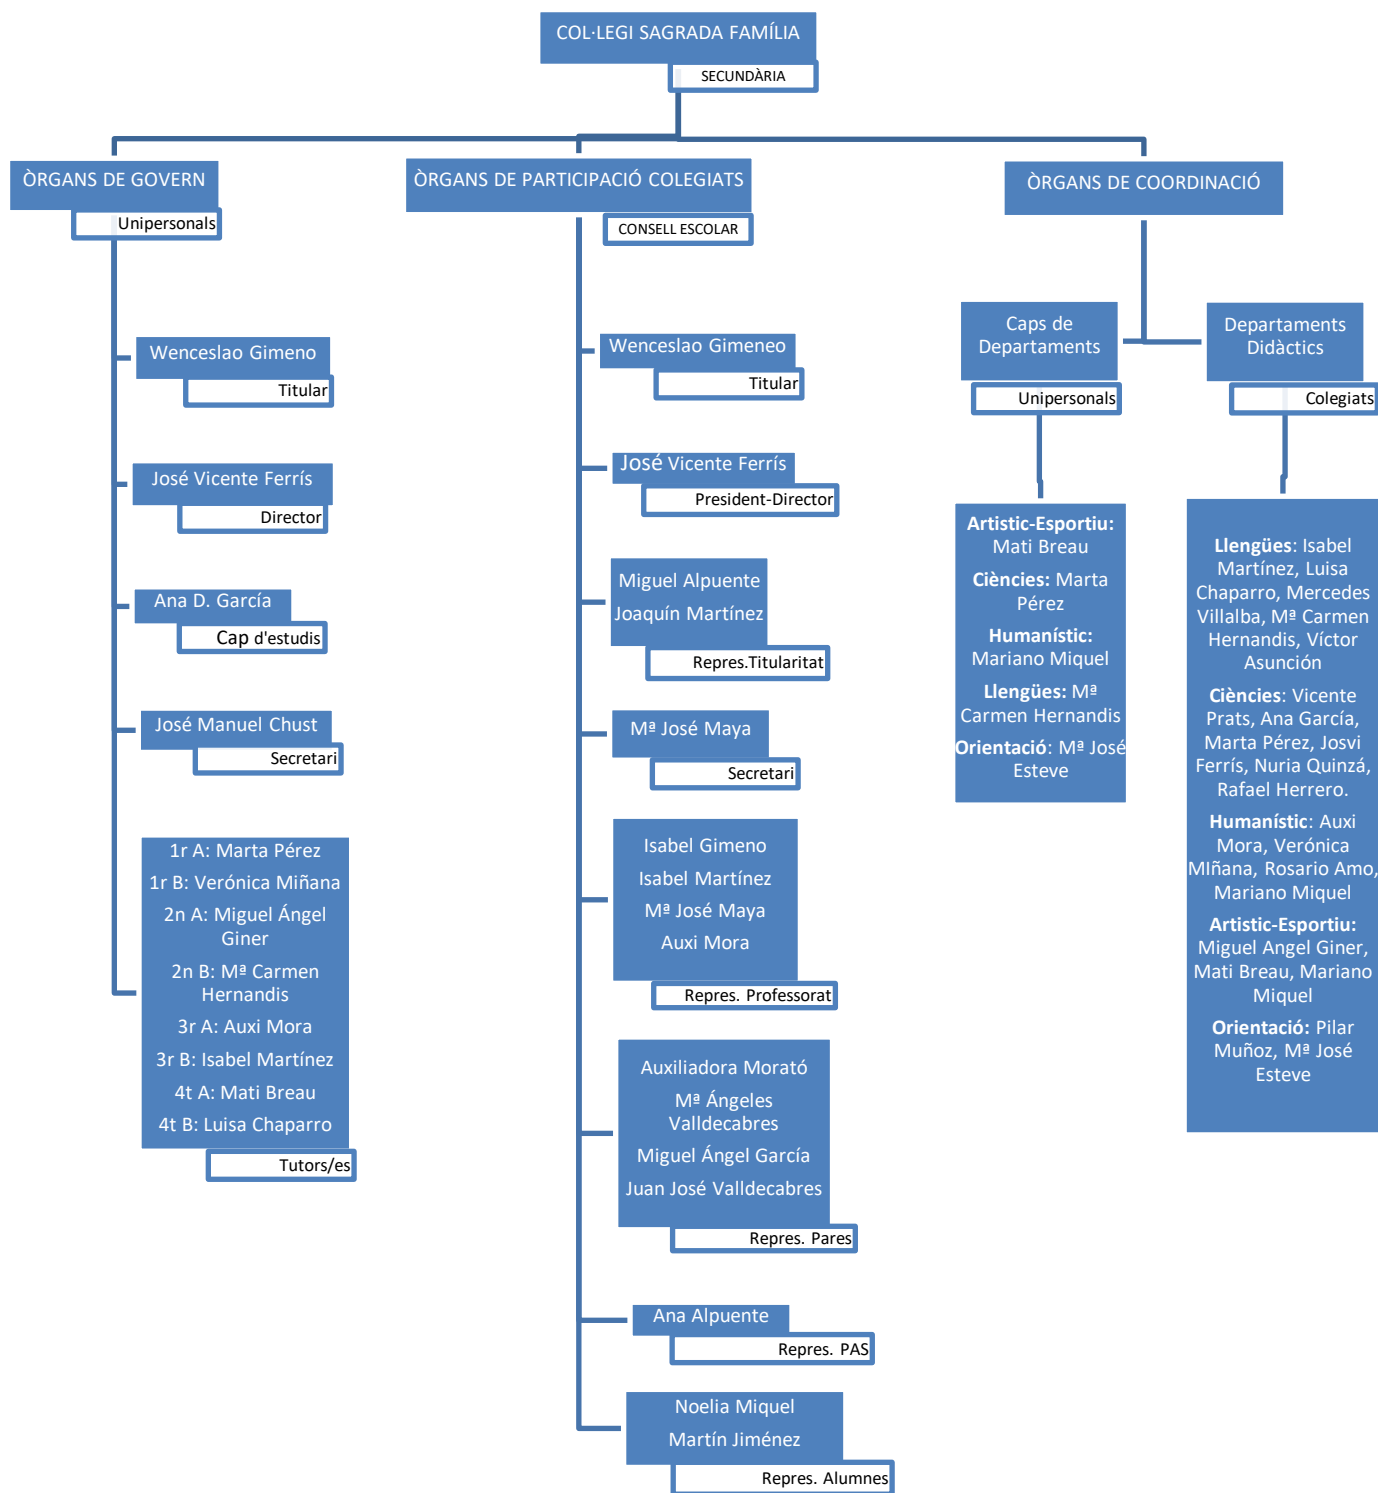 COL·LEGI SAGRADA FAMÍLIA
SECUNDÀRIA
ÒRGANS DE GOVERN
Unipersonals
Wenceslao Gimeno
Titular
José Vicente Ferrís
Director
Ana D. García
Cap d'estudis
José Manuel Chust
Secretari
1r A: Marta Pérez
1r B: Verónica Miñana
2n A: Miguel Ángel
Giner
2n B: Mª Carmen
Hernandis
3r A: Auxi Mora
3r B: Isabel Martínez
4t A: Mati Breau
4t B: Luisa Chaparro
Tutors/es
ÒRGANS DE PARTICIPACIÓ COLEGIATS
CONSELL ESCOLAR
Wenceslao Gimeneo
Titular
José Vicente Ferrís
President-Director
Miguel Alpuente
Joaquín Martínez
Repres.Titularitat
Mª José Maya
Secretari
Isabel Gimeno
Isabel Martínez
Mª José Maya
Auxi Mora
Repres. Professorat
Auxiliadora Morató
Mª Ángeles
Valldecabres
Miguel Ángel García
Juan José Valldecabres
Repres. Pares
Ana Alpuente
Repres. PAS
Noelia Miquel
Martín Jiménez
Repres. Alumnes
ÒRGANS DE COORDINACIÓ
Caps de
Departaments
Unipersonals
Artistic-Esportiu:
Mati Breau
Ciències: Marta
Pérez
Humanístic:
Mariano Miquel
Llengües: Mª
Carmen Hernandis
Orientació: Mª José
Esteve
Departaments
Didàctics
Colegiats
Llengües: Isabel
Martínez, Luisa
Chaparro, Mercedes
Villalba, Mª Carmen
Hernandis, Víctor
Asunción
Ciències: Vicente
Prats, Ana García,
Marta Pérez, Josvi
Ferrís, Nuria Quinzá,
Rafael Herrero.
Humanístic: Auxi
Mora, Verónica
MIñana, Rosario Amo,
Mariano Miquel
Artistic-Esportiu:
Miguel Angel Giner,
Mati Breau, Mariano
Miquel
Orientació: Pilar
Muñoz, Mª José
Esteve